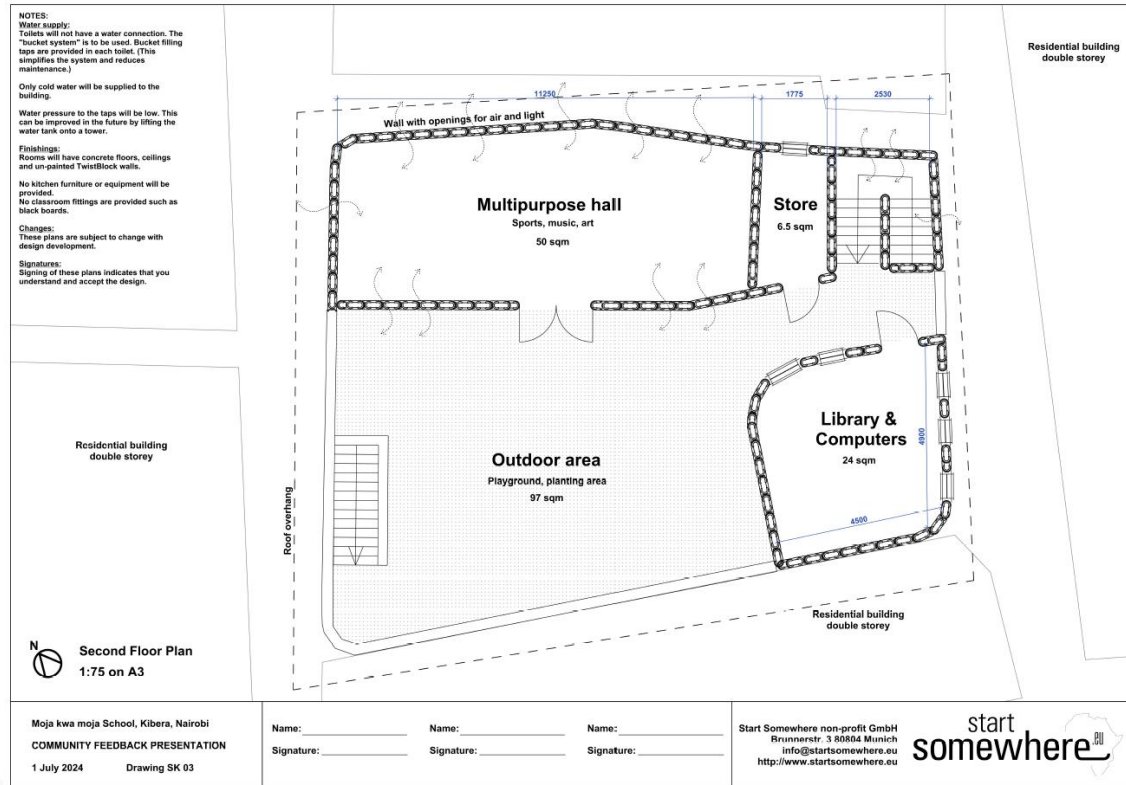 NOTES:
Water supply:
Toilets will not have a water connection. The
"bucket system" is to be used. Bucket filling
taps are provided in each toilet. (This
simplifies the system and reduces
maintenance.)
Only cold water will be supplied to the
building.
Water pressure to the taps will be low. This
can be improved in the future by lifting the
water tank onto a tower.
Finishings:
Rooms will have concrete floors, ceilings
and un-painted TwistBlock walls.
No kitchen furniture or equipment will be
provided.
No classroom fittings are provided such as
black boards.
Changes:
These plans are subject to change with
design development.
Signatures:
Signing of these plans indicates that you
understand and accept the design.
Residential building
double storey
11250
1775
2530
Wall with openings for air and light
Multipurpose hall
Sports, music, art
50 sqm
Store
6.5 sqm
Residential building
double storey
Roof overhang
Outdoor area
Playground, planting area
97 sqm
Library &
Computers
24 sqm
4900
4500
Residential building
double storey
N
Second Floor Plan
1:75 on A3
Moja kwa moja School, Kibera, Nairobi
COMMUNITY FEEDBACK PRESENTATION
1 July 2024 Drawing SK 03
Name: Name: Name:
Signature: Signature: Signature:
Start Somewhere non-profit GmbH
Brunnerstr. 3 80804 Munich
info@startsomewhere.eu
http://www.startsomewhere.eu
start
somewhere.eu